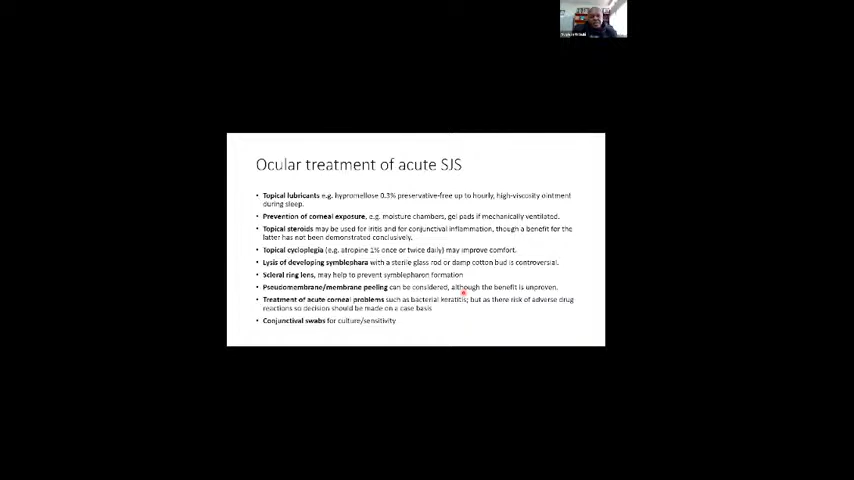 Ocular treatment of acute SJS
• Topical lubricants e.g. hypromellose 0.3% preservative-free up to hourly, high-viscosity ointment
during sleep.
• Prevention of corneal exposure, e.g. moisture chambers, gel pads if mechanically ventilated.
• Topical steroids may be used for iritis and for conjunctival inflammation, though a benefit for the
latter has not been demonstrated conclusively.
• Topical cycloplegia (e.g. atropine 1% once or twice daily) may improve comfort.
• Lysis of developing symblephara with a sterile glass rod or damp cotton bud is controversial.
• Scleral ring lens, may help to prevent symblepharon formation
• Pseudomembrane/membrane peeling can be considered, although the benefit is unproven.
• Treatment of acute corneal problems such as bacterial keratitis; but as there risk of adverse drug
reactions so decision should be made on a case basis
• Conjunctival swabs for culture/sensitivity